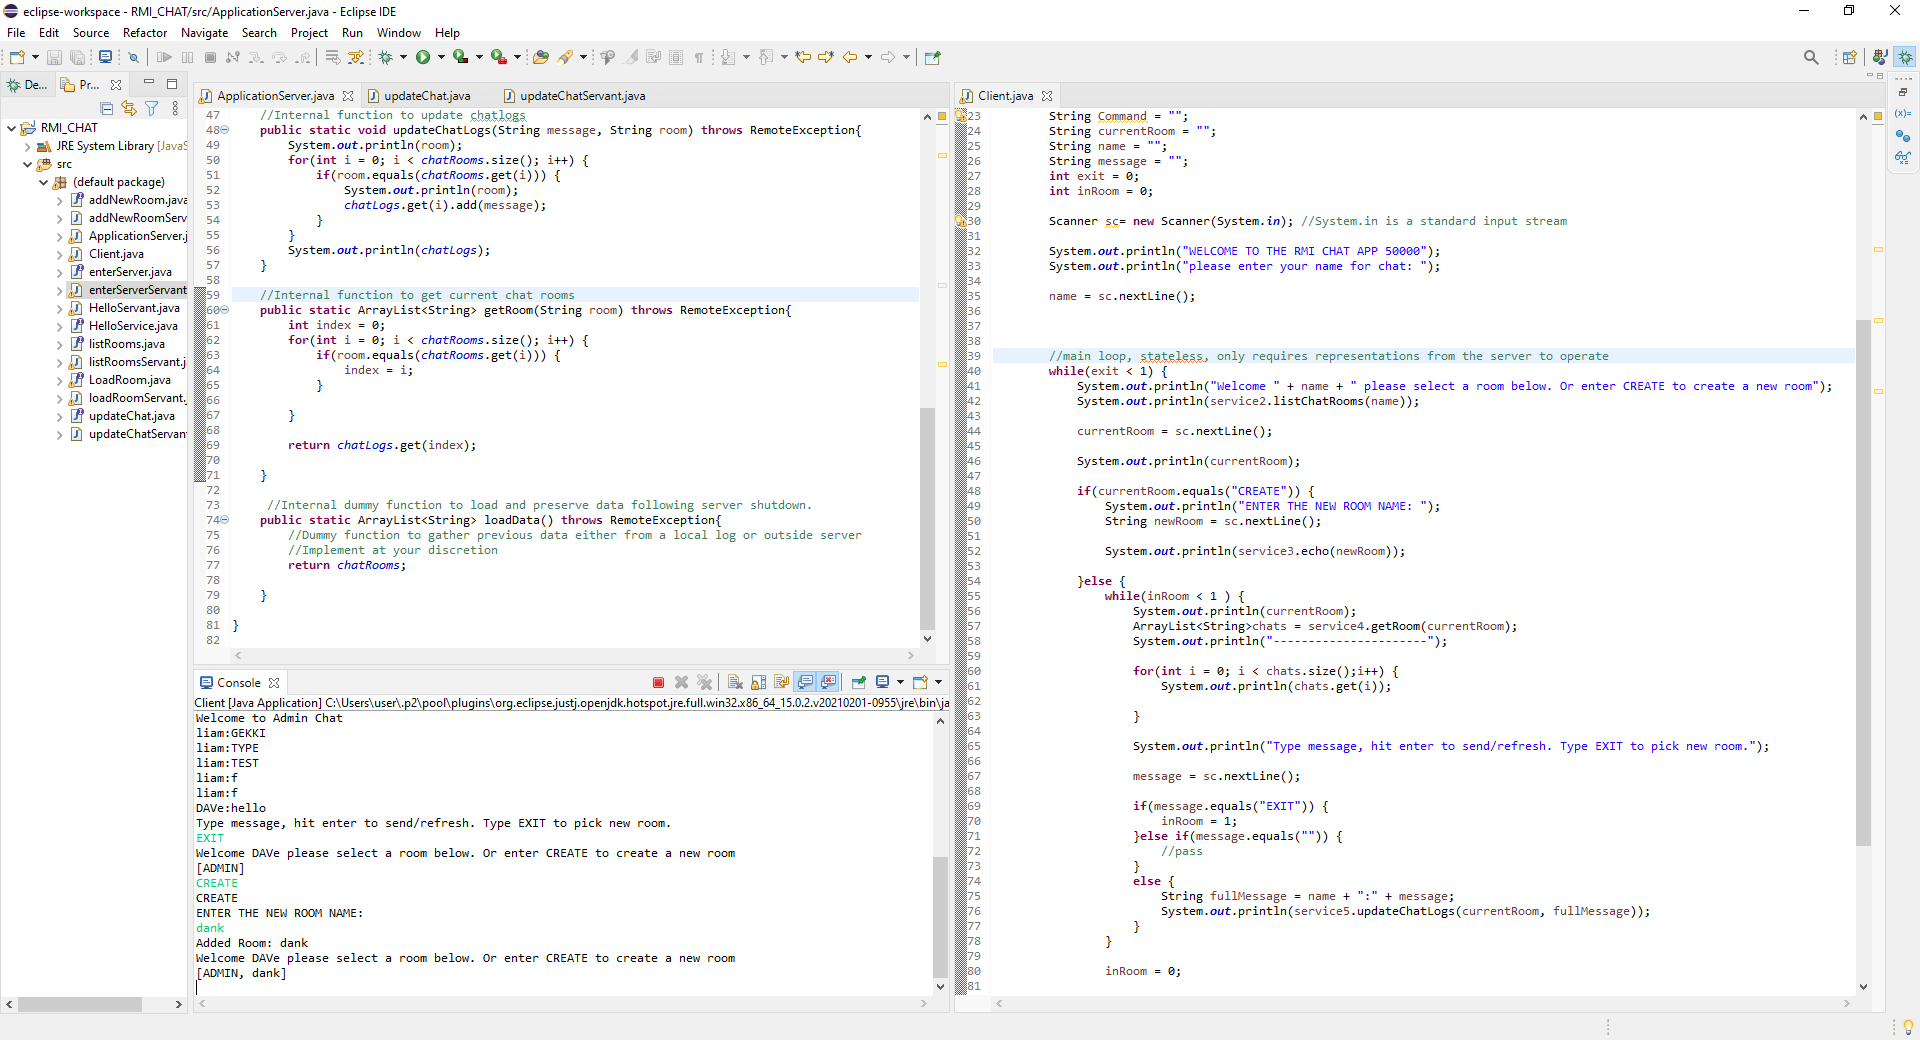 eclipse-workspace - RMI_CHAT/src/ApplicationServer.java - Eclipse IDE
File Edit Source Refactor Navigate Search Project Run Window Help
De... Pr...
RMI_CHAT
JRE System Library [JavaS
src
(default package)
addNewRoom.java
addNewRoomServ
ApplicationServer.j
Client.java
enterServer.java
enterServerServant
HelloServant.java
HelloService.java
listRooms.java
listRoomsServant.j
LoadRoom.java
loadRoomServant.
updateChat.java
updateChatServant
ApplicationServer.java updateChat.java updateChatServant.java
47 //Internal function to update chatlogs
48 public static void updateChatLogs(String message, String room) throws RemoteException{
49 System.out.println(room);
50 for(int i = 0; i < chatRooms.size(); i++) {
51 if(room.equals(chatRooms.get(i))) {
52 System.out.println(room);
53 chatLogs.get(i).add(message);
54 }
55 }
56 System.out.println(chatLogs);
57 }
58
59 //Internal function to get current chat rooms
60 public static ArrayList<String> getRoom(String room) throws RemoteException{
61 int index = 0;
62 for(int i = 0; i < chatRooms.size(); i++) {
63 if(room.equals(chatRooms.get(i))) {
64 index = i;
65 }
66
67 }
68
69 return chatLogs.get(index);
70
71 }
72
73 //Internal dummy function to load and preserve data following server shutdown.
74 public static ArrayList<String> loadData() throws RemoteException{
75 //Dummy function to gather previous data either from a local log or outside server
76 //Implement at your discretion
77 return chatRooms;
78
79 }
80
81 }
82
Console
Client [Java Application] C:\Users\user\.p2\pool\plugins\org.eclipse.justj.openjdk.hotspot.jre.full.win32.x86_64_15.0.2.v20210201-0955\jre\bin\ja
Welcome to Admin Chat
liam:GEKKI
liam:TYPE
liam:TEST
liam:f
liam:f
DAVe:hello
Type message, hit enter to send/refresh. Type EXIT to pick new room.
EXIT
Welcome DAVe please select a room below. Or enter CREATE to create a new room
[ADMIN]
CREATE
CREATE
ENTER THE NEW ROOM NAME:
dank
Added Room: dank
Welcome DAVe please select a room below. Or enter CREATE to create a new room
[ADMIN, dank]
Client.java
23 String Command = "";
24 String currentRoom = "";
25 String name = "";
26 String message = "";
27 int exit = 0;
28 int inRoom = 0;
29
30 Scanner sc= new Scanner(System.in); //System.in is a standard input stream
31
32 System.out.println("WELCOME TO THE RMI CHAT APP 50000");
33 System.out.println("please enter your name for chat: ");
34
35 name = sc.nextLine();
36
37
38
39 //main loop, stateless, only requires representations from the server to operate
40 while(exit < 1) {
41 System.out.println("Welcome " + name + " please select a room below. Or enter CREATE to create a new room");
42 System.out.println(service2.listChatRooms(name));
43
44 currentRoom = sc.nextLine();
45
46 System.out.println(currentRoom);
47
48 if(currentRoom.equals("CREATE")) {
49 System.out.println("ENTER THE NEW ROOM NAME: ");
50 String newRoom = sc.nextLine();
51
52 System.out.println(service3.echo(newRoom));
53
54 }else {
55 while(inRoom < 1 ) {
56 System.out.println(currentRoom);
57 ArrayList<String>chats = service4.getRoom(currentRoom);
58 System.out.println("----------------------");
59
60 for(int i = 0; i < chats.size();i++) {
61 System.out.println(chats.get(i));
62
63 }
64
65 System.out.println("Type message, hit enter to send/refresh. Type EXIT to pick new room.");
66
67 message = sc.nextLine();
68
69 if(message.equals("EXIT")) {
70 inRoom = 1;
71 }else if(message.equals("")) {
72 //pass
73 }
74 else {
75 String fullMessage = name + ":" + message;
76 System.out.println(service5.updateChatLogs(currentRoom, fullMessage));
77 }
78 }
79
80 inRoom = 0;
81